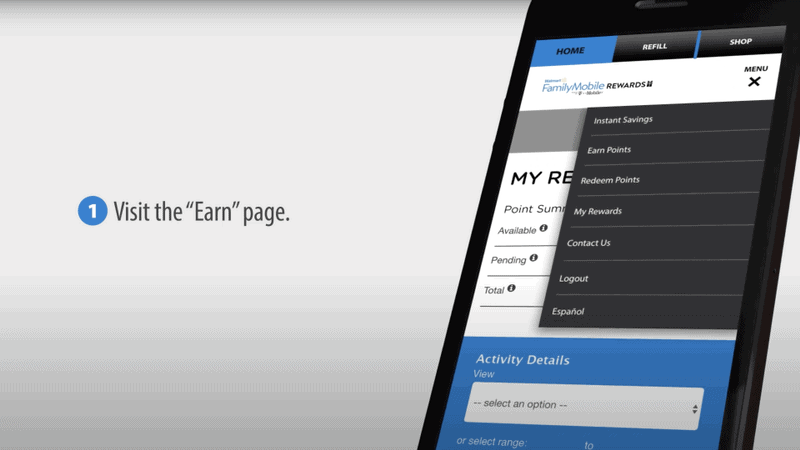 1 Visit the “Earn” page.
HOME
REFILL
SHOP
MENU
Walmart
FamilyMobile REWARDS
Instant Savings
Earn Points
Redeem Points
My Rewards
Contact Us
Logout
Español
MY RE
Point Summ
Available
Pending
Total
Activity Details
View
-- select an option --
or select range:
to